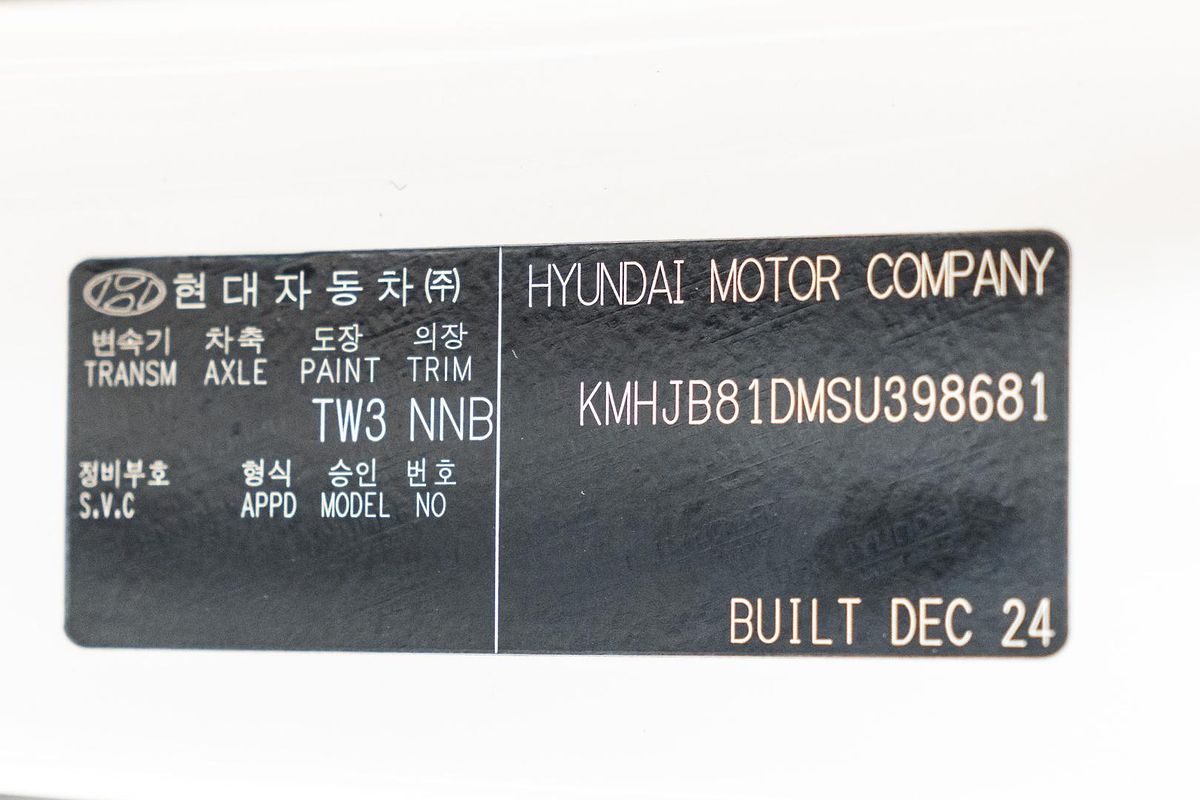 현대자동차㈜
변속기 차축 도장 의장
TRANSM AXLE PAINT TRIM
TW3 NNB
정비부호 형식 승인 번호
S.V.C APPD MODEL NO
HYUNDAI MOTOR COMPANY
KMHJB81DMSU398681
BUILT DEC 24